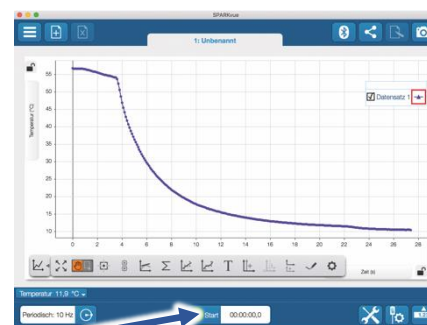 SPARKvue
1: Unbenannt
Temperatur (°C)
55
50
45
40
35
30
25
20
15
10
Datensatz 1
0 2 4 6 8 10 12 14 16 18 20 22 24 26 28
Zeit (s)
Temperatur 11,9 °C
Periodisch: 10 Hz
Start
00:00:00,0